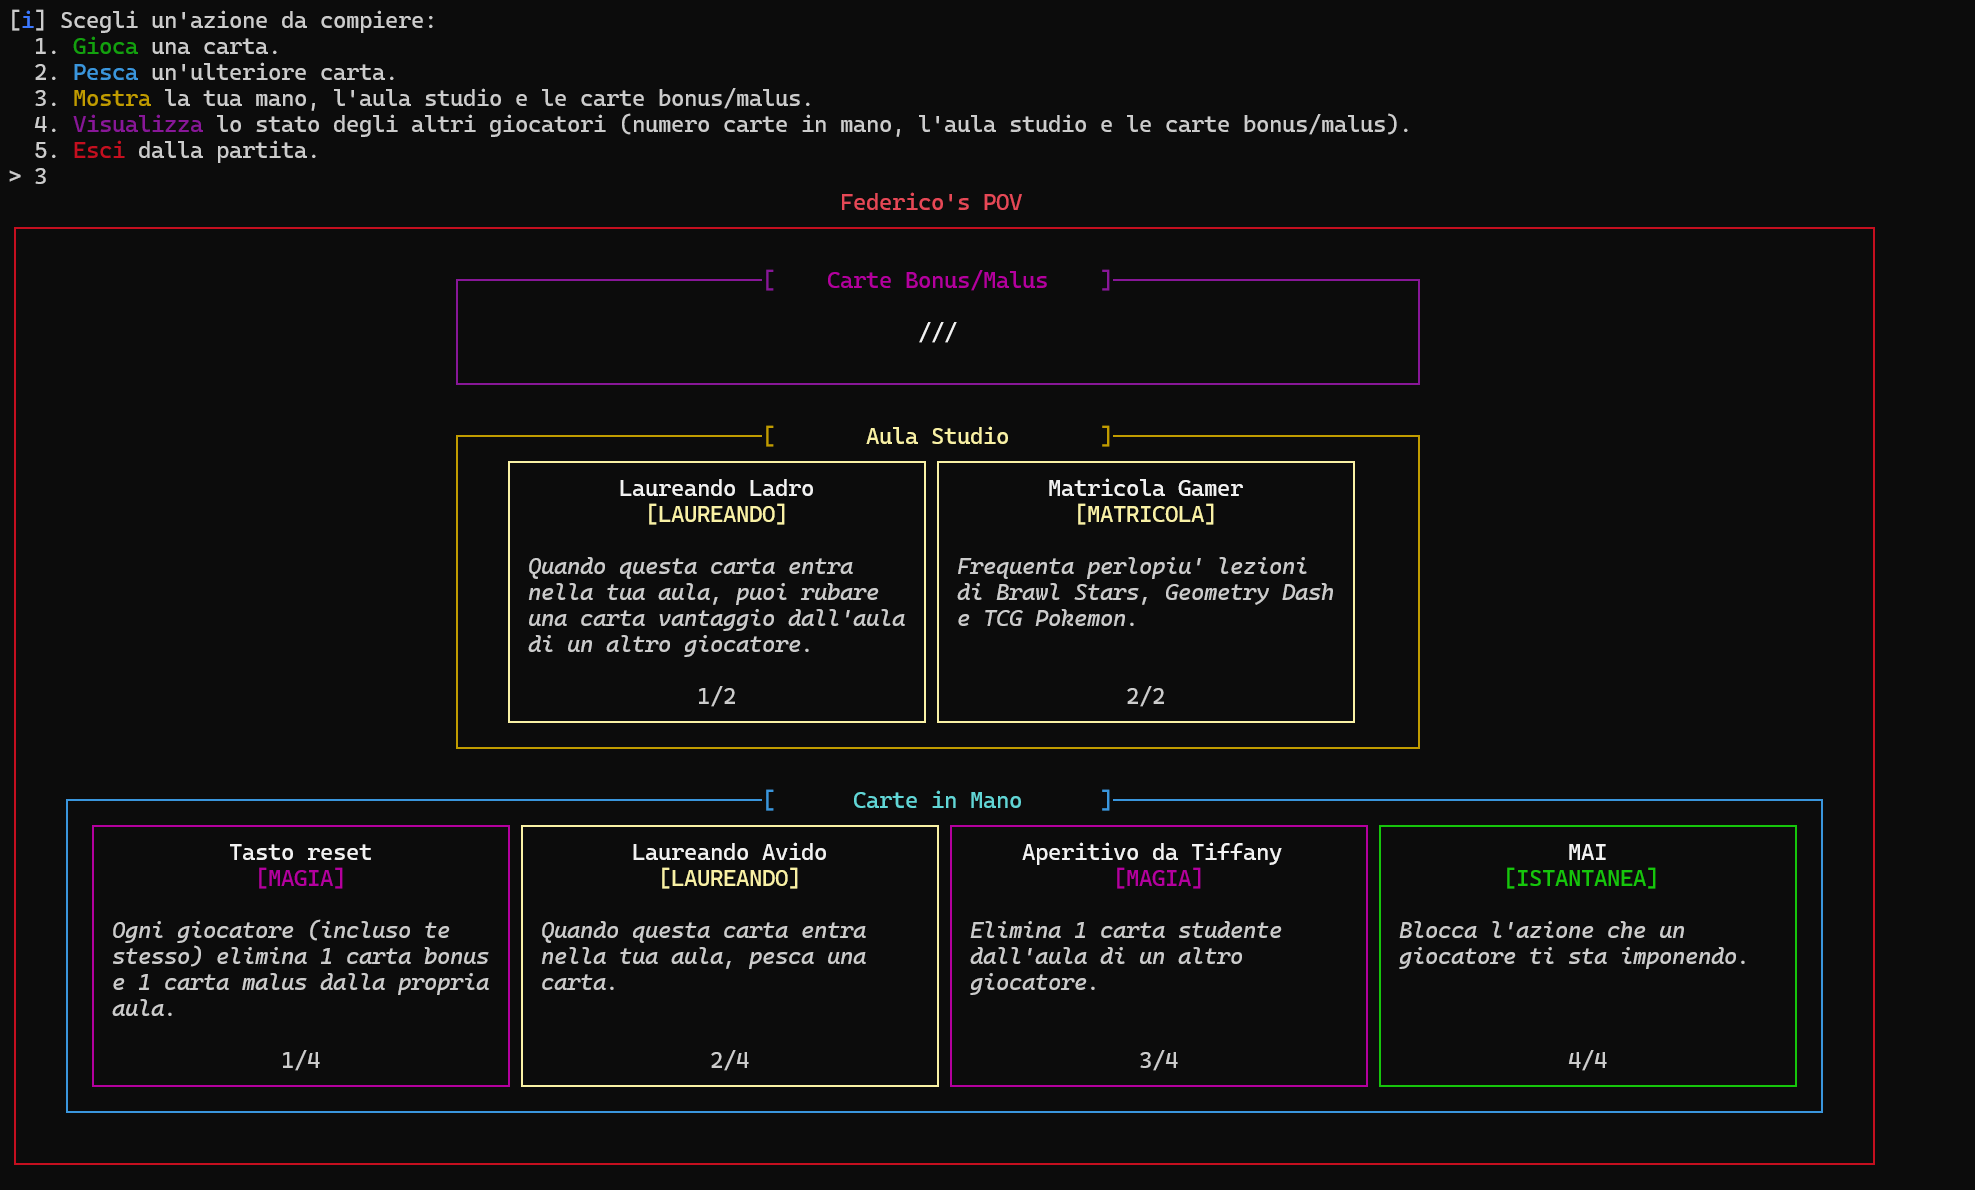 [i] Scegli un'azione da compiere:
1. Gioca una carta.
2. Pesca un'ulteriore carta.
3. Mostra la tua mano, l'aula studio e le carte bonus/malus.
4. Visualizza lo stato degli altri giocatori (numero carte in mano, l'aula studio e le carte bonus/malus).
5. Esci dalla partita.
> 3
Federico's POV
[ Carte Bonus/Malus ]
///
[ Aula Studio ]
Laureando Ladro
[LAUREANDO]
Quando questa carta entra
nella tua aula, puoi rubare
una carta vantaggio dall'aula
di un altro giocatore.
1/2
Matricola Gamer
[MATRICOLA]
Frequenta perlopiu' lezioni
di Brawl Stars, Geometry Dash
e TCG Pokemon.
2/2
[ Carte in Mano ]
Tasto reset
[MAGIA]
Ogni giocatore (incluso te
stesso) elimina 1 carta bonus
e 1 carta malus dalla propria
aula.
1/4
Laureando Avido
[LAUREANDO]
Quando questa carta entra
nella tua aula, pesca una
carta.
2/4
Aperitivo da Tiffany
[MAGIA]
Elimina 1 carta studente
dall'aula di un altro
giocatore.
3/4
MAI
[ISTANTANEA]
Blocca l'azione che un
giocatore ti sta imponendo.
4/4